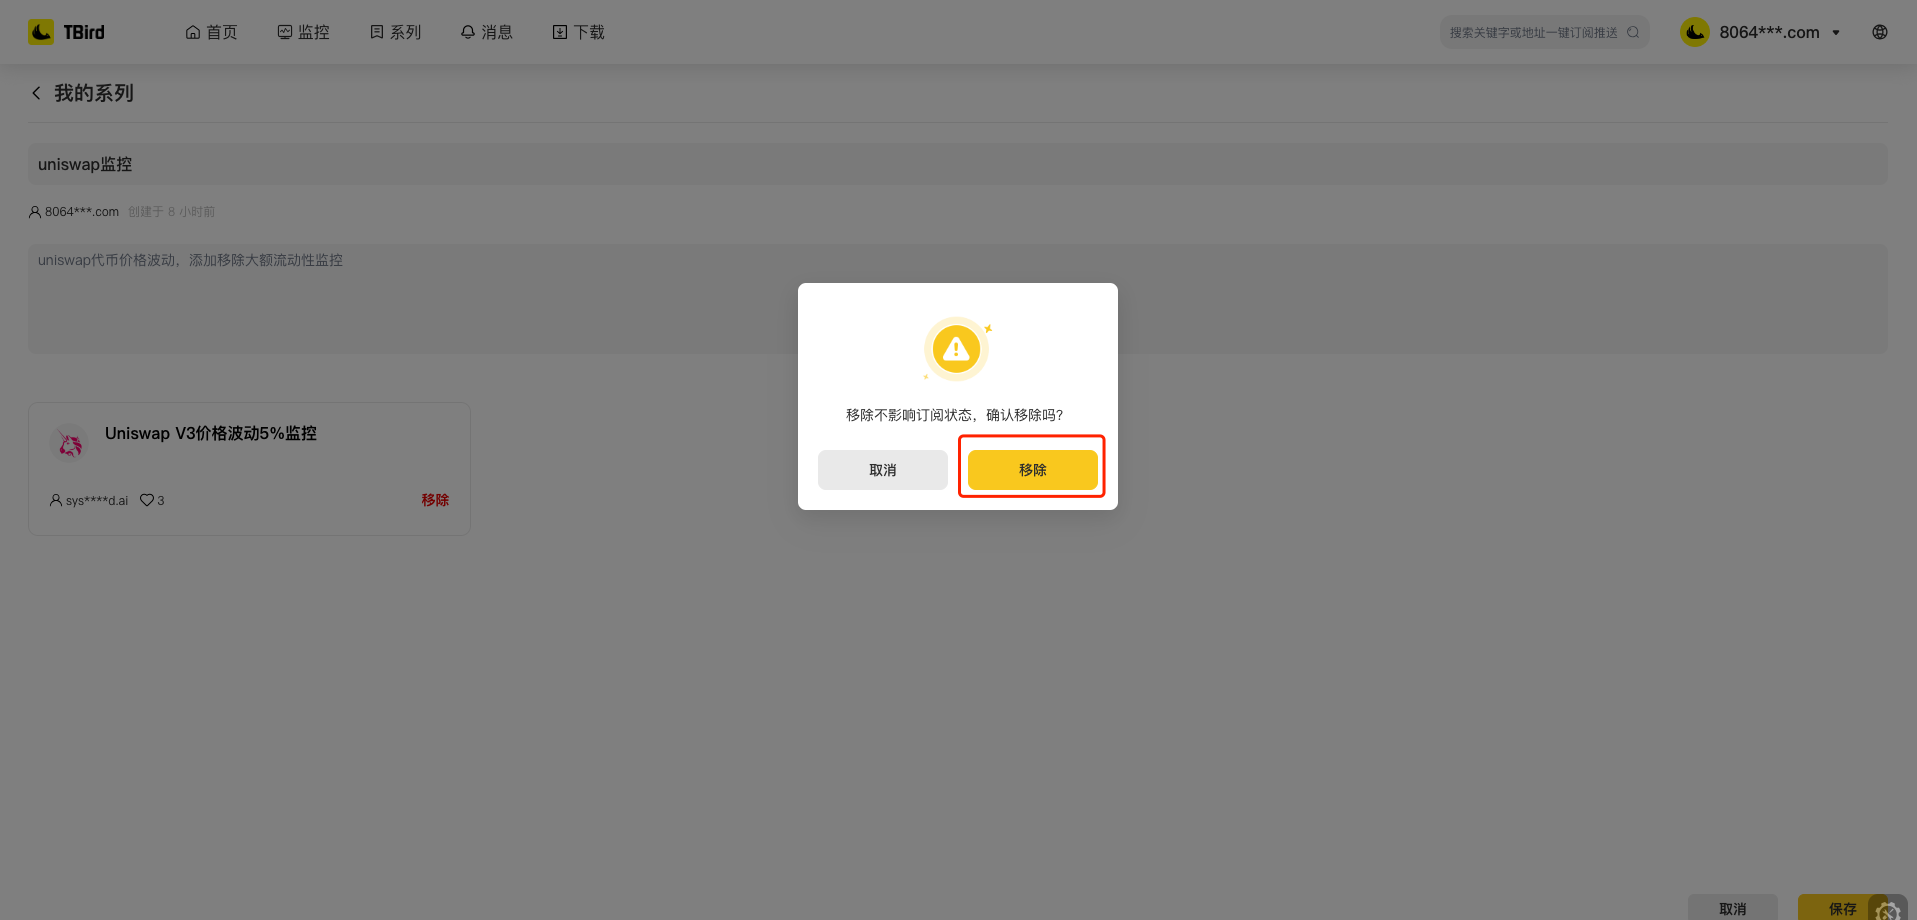 TBird
首页
监控
系列
消息
下载
搜索关键字或地址一键订阅推送
8064***.com
我的系列
uniswap监控
8064***.com 创建于 8 小时前
uniswap代币价格波动，添加移除大额流动性监控
Uniswap V3价格波动5%监控
sys****d.ai 3
移除
移除不影响订阅状态，确认移除吗?
取消
移除
取消
保存